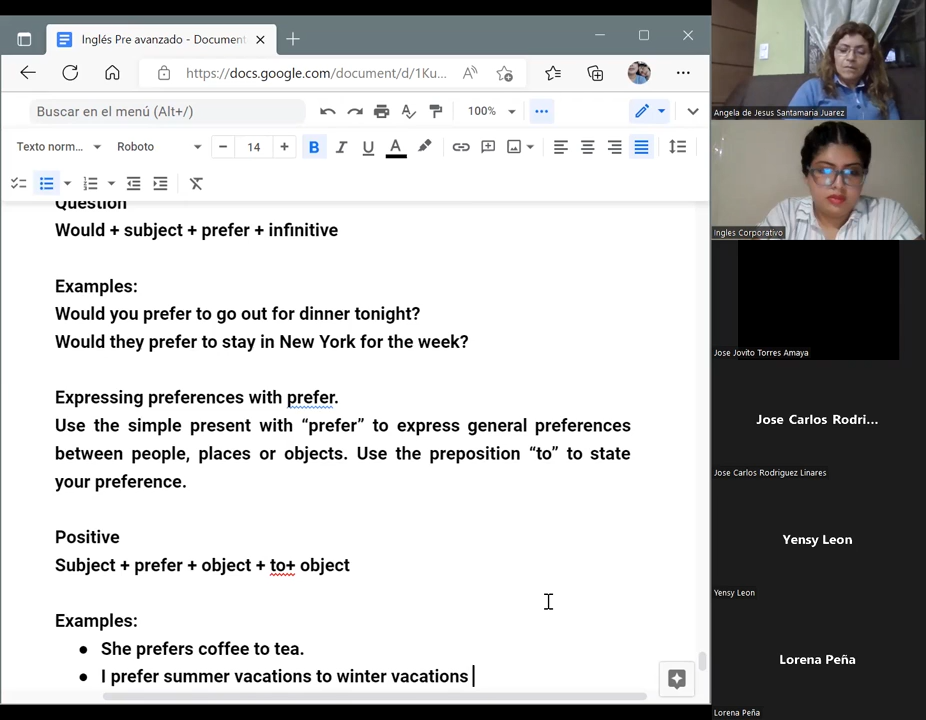 Inglés Pre avanzado - Document
https://docs.google.com/document/d/1Ku...
Buscar en el menú (Alt+/)
100%
Texto norm...
Roboto
14
Question
Would + subject + prefer + infinitive
Examples:
Would you prefer to go out for dinner tonight?
Would they prefer to stay in New York for the week?
Expressing preferences with prefer.
Use the simple present with “prefer” to express general preferences
between people, places or objects. Use the preposition “to” to state
your preference.
Positive
Subject + prefer + object + to+ object
Examples:
● She prefers coffee to tea.
● I prefer summer vacations to winter vacations
Angela de Jesus Santamaria Juarez
Ingles Corporativo
Jose Jovito Torres Amaya
Jose Carlos Rodri...
Jose Carlos Rodriguez Linares
Yensy Leon
Yensy Leon
Lorena Peña
Lorena Peña